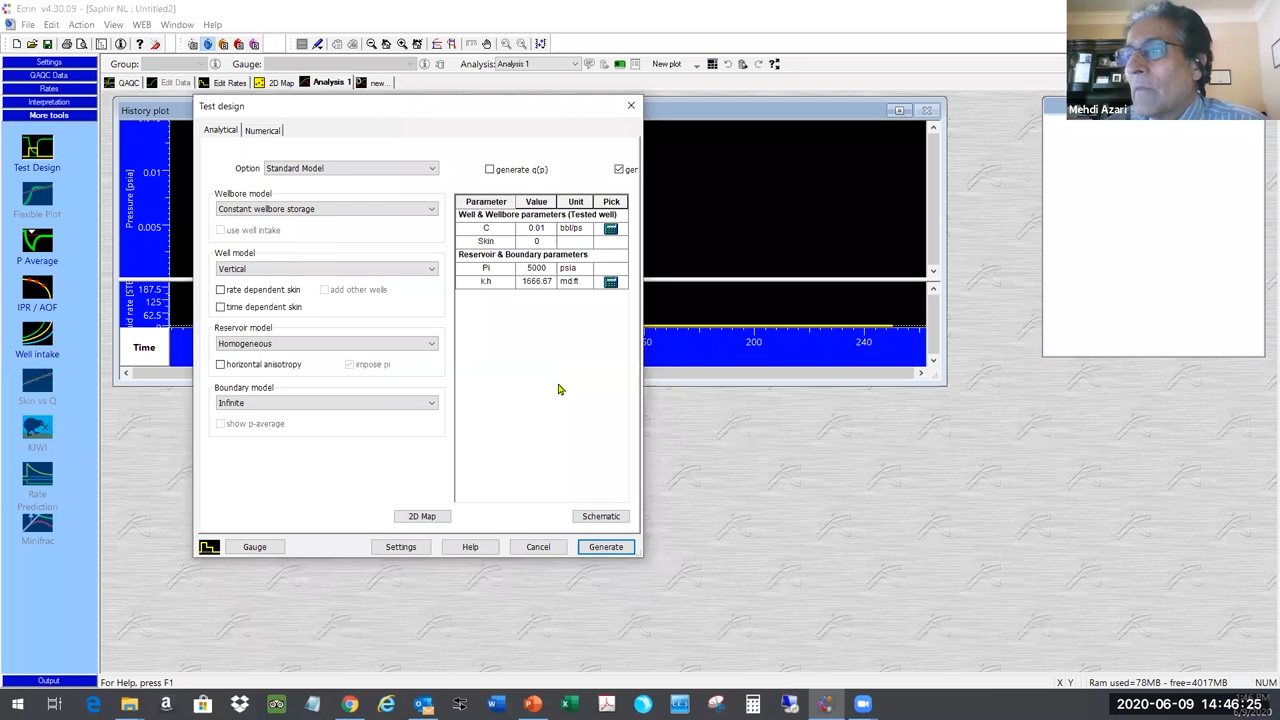 Ecrin v4.30.09 - [Saphir NL : Untitled2]
File Edit Action View WEB Window Help
Settings
Group: Gauge: Analysis: Analysis 1 New plot
QAQC Data
QAQC Edit Data Edit Rates 2D Map Analysis 1 new...
Rates
Interpretation
More tools
Mehdi Azari
History plot
Test design
Analytical Numerical
Test Design
Option Standard Model generate q(p) ger
Wellbore model
Constant wellbore storage
use well intake
Well model
Vertical
rate dependent skin add other wells
time dependent skin
Reservoir model
Homogeneous
horizontal anisotropy impose pi
Boundary model
Infinite
show p-average
Parameter Value Unit Pick
Well & Wellbore parameters (Tested well)
C 0.01 bbl/ps
Skin 0
Reservoir & Boundary parameters
Pi 5000 psia
k.h 1666.67 md.ft
2D Map Schematic
Gauge Settings Help Cancel Generate
Pressure [psia]
0.01
0.005
187.5
125
62.5
Time
200
240
Flexible Plot
P Average
IPR / AOF
Well intake
Skin vs Q
KIWI
Rate
Prediction
Minifrac
Output
For Help, press F1
X Y Ram used=78MB - free=4017MB NUM
2020-06-09 14:46:25